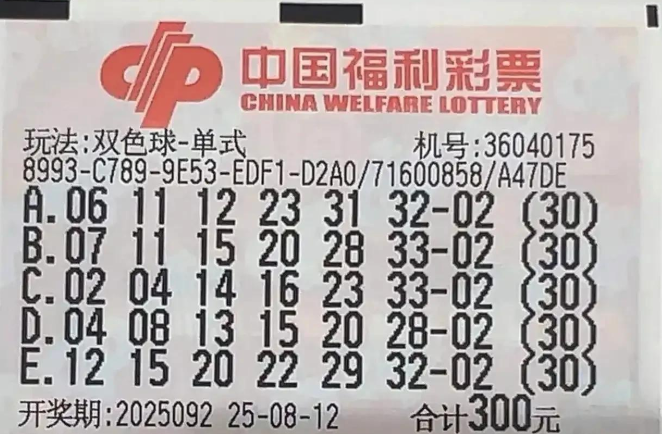 中国福利彩票
CHINA WELFARE LOTTERY
玩法:双色球-单式 机号:36040175
8993-C789-9E53-EDF1-D2A0/71600858/A47DE
A.06 11 12 23 31 32-02 (30)
B.07 11 15 20 28 33-02 (30)
C.02 04 14 16 23 33-02 (30)
D.04 08 13 15 20 28-02 (30)
E.12 15 20 22 29 32-02 (30)
开奖期:2025092 25-08-12 合计300元